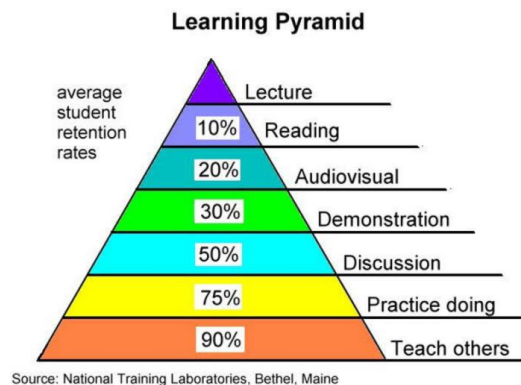 Learning Pyramid
average
student
retention
rates
Lecture
10% Reading
20% Audiovisual
30% Demonstration
50% Discussion
75% Practice doing
90% Teach others
Source: National Training Laboratories, Bethel, Maine